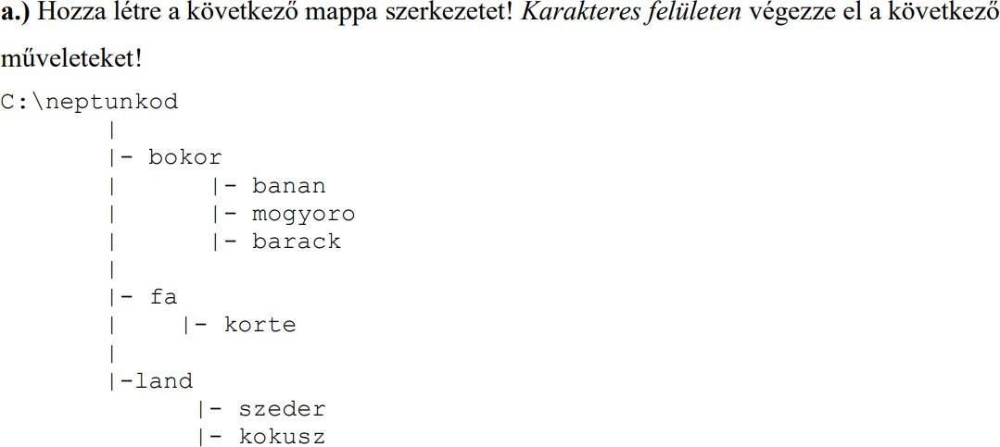 a.) Hozza létre a következő mappa szerkezetet! Karakteres felületen végezze el a következő
műveleteket!
C:\neptunkod
|
|- bokor
| |- banan
| |- mogyoro
| |- barack
|
|- fa
| |- korte
|
|-land
|- szeder
|- kokusz